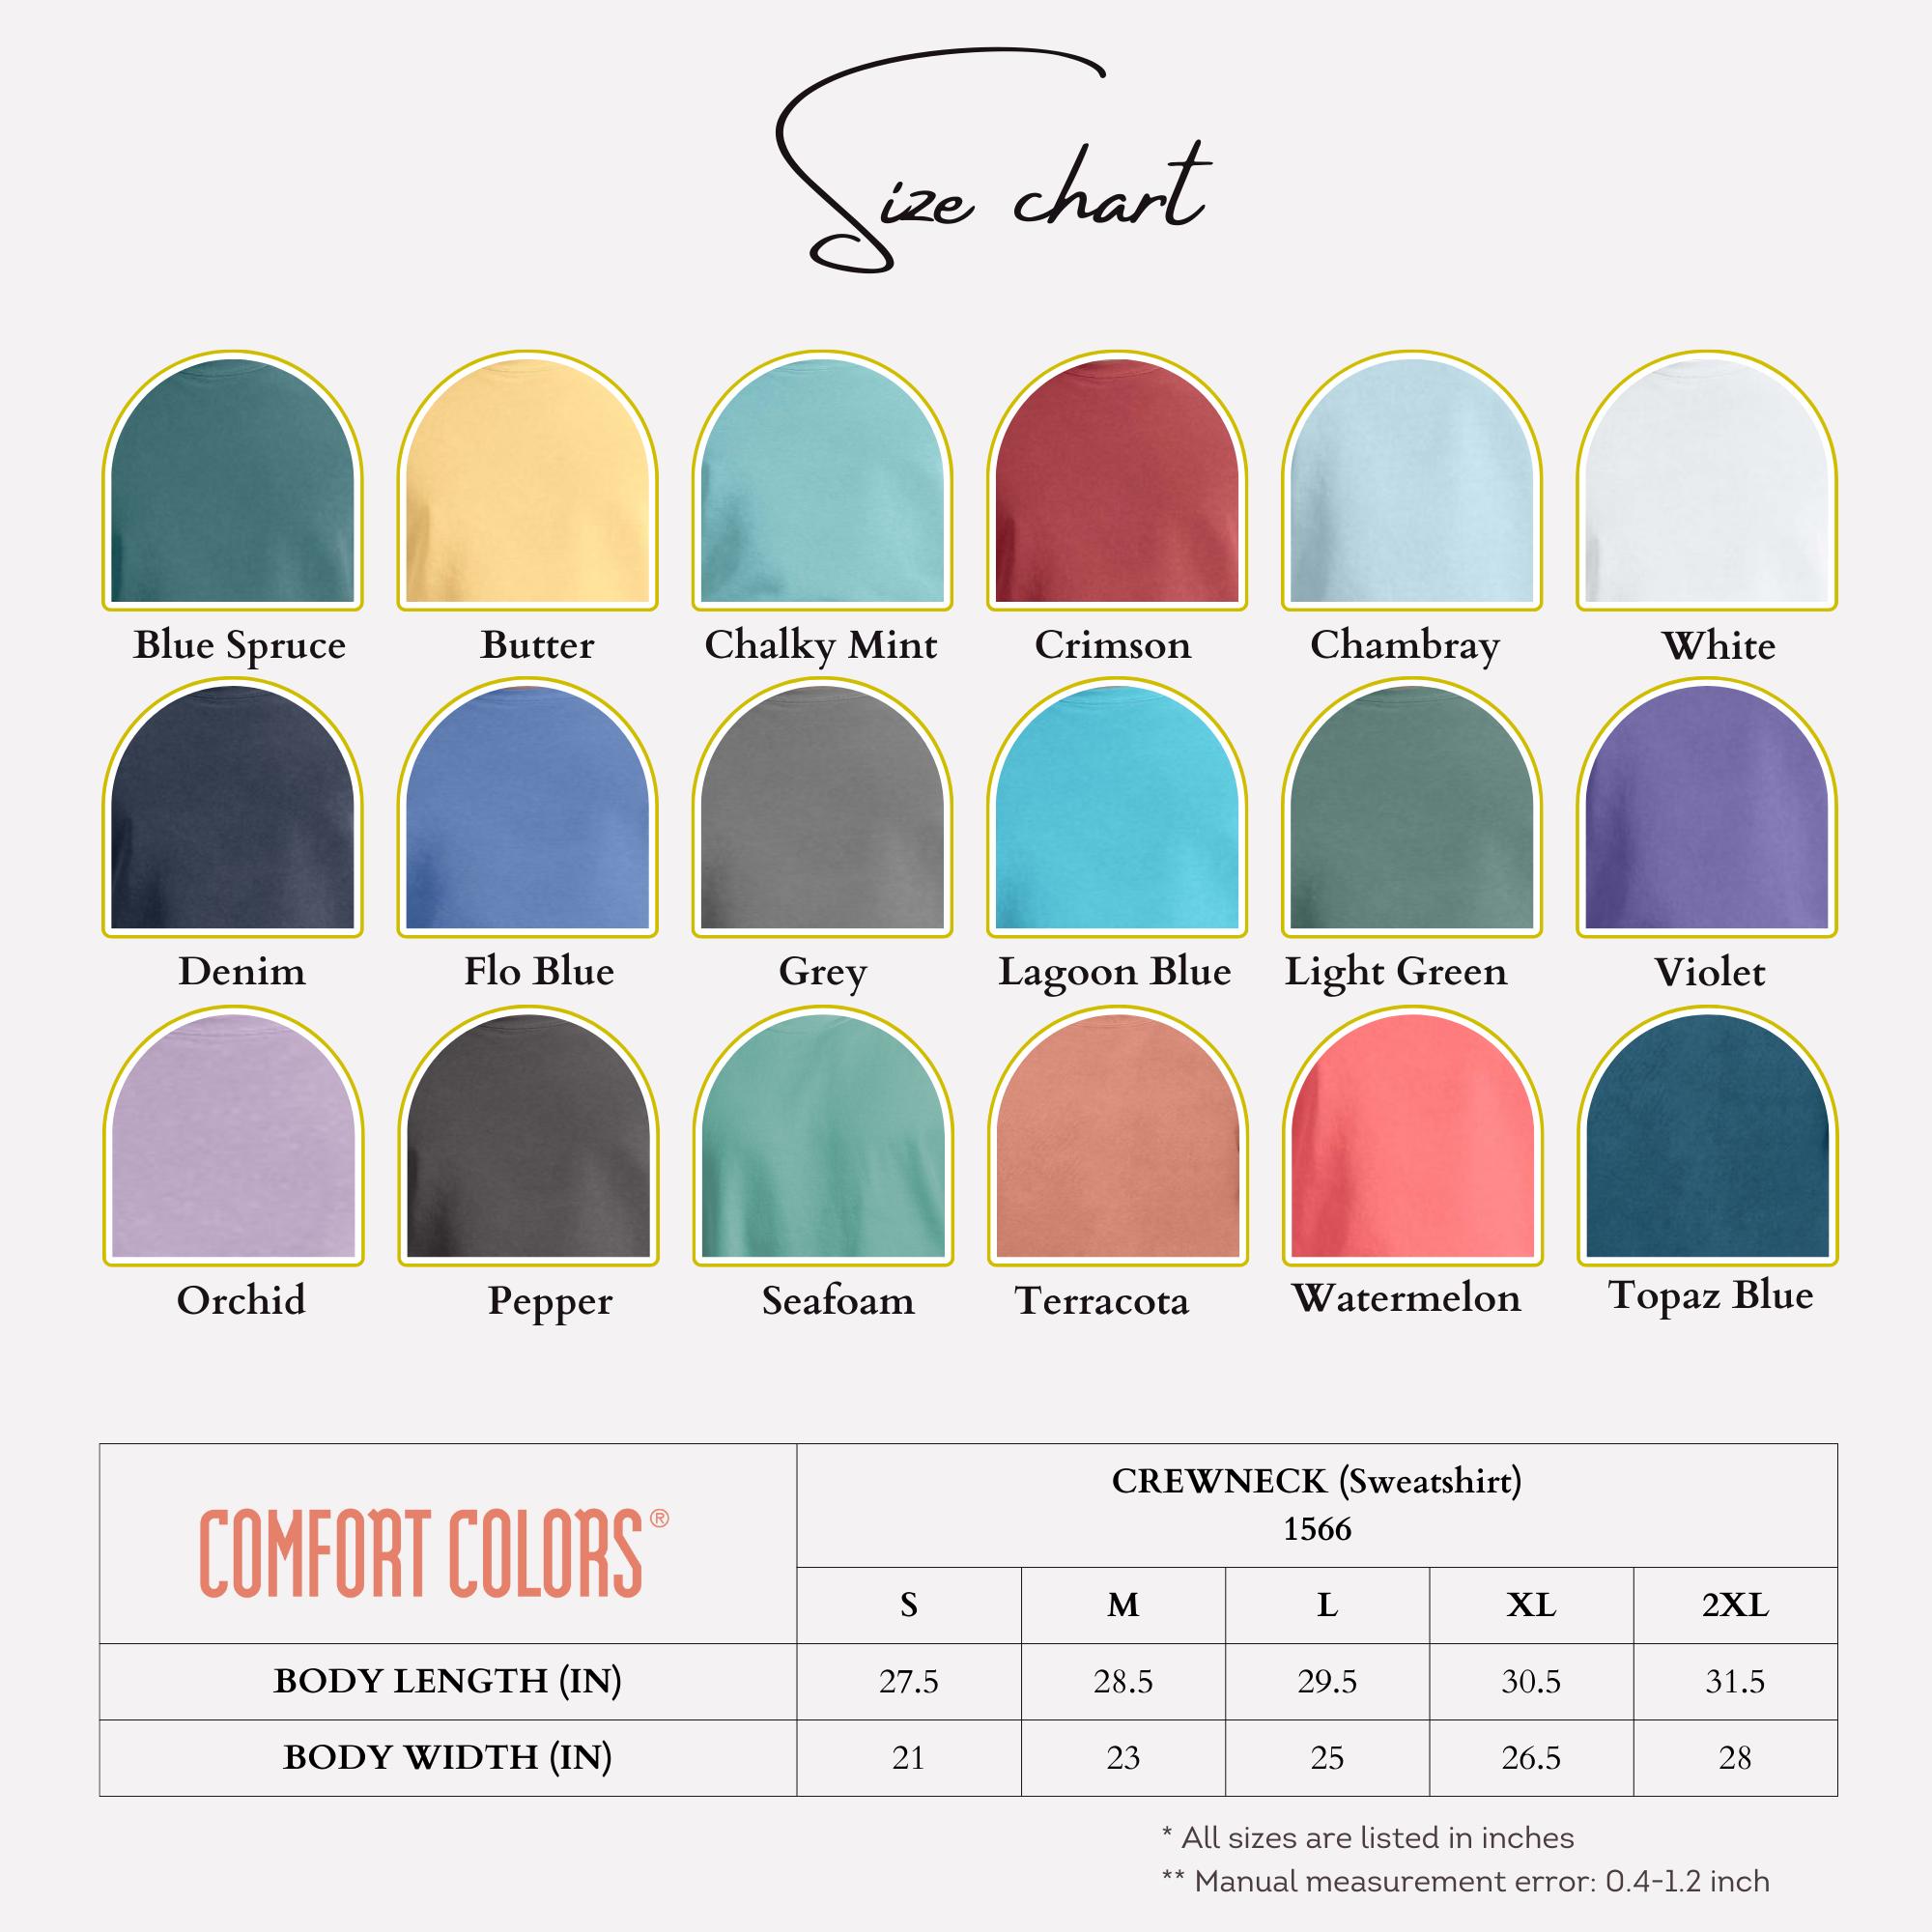 Size chart
Blue Spruce Butter Chalky Mint Crimson Chambray White
Denim Flo Blue Grey Lagoon Blue Light Green Violet
Orchid Pepper Seafoam Terracota Watermelon Topaz Blue
COMFORT COLORS®
CREWNECK (Sweatshirt)
1566
S M L XL 2XL
BODY LENGTH (IN) 27.5 28.5 29.5 30.5 31.5
BODY WIDTH (IN) 21 23 25 26.5 28
* All sizes are listed in inches
** Manual measurement error: 0.4-1.2 inch